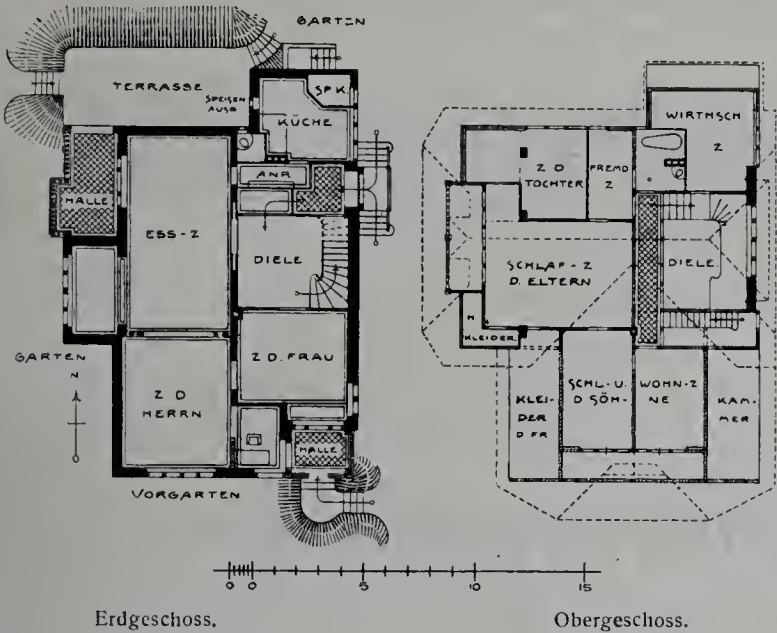 GARTEN
TERRASSE
SPEISEN
AUSG
SP.K.
KÜCHE
HALLE
ANR
ESS-Z
DIELE
GARTEN
N
Z D
HERRN
Z D. FRAU
HALLE
VORGARTEN
WIRTHSCH
Z
Z D
TOCHTER
FREMD
Z
SCHLAF-Z
D. ELTERN
DIELE
H
KLEIDER
KLEI-
DER
D FR
SCHL-U. WOHN-Z
D SÖH- NE
KAM-
MER
0 0 5 10 15
Erdgeschoss. Obergeschoss.